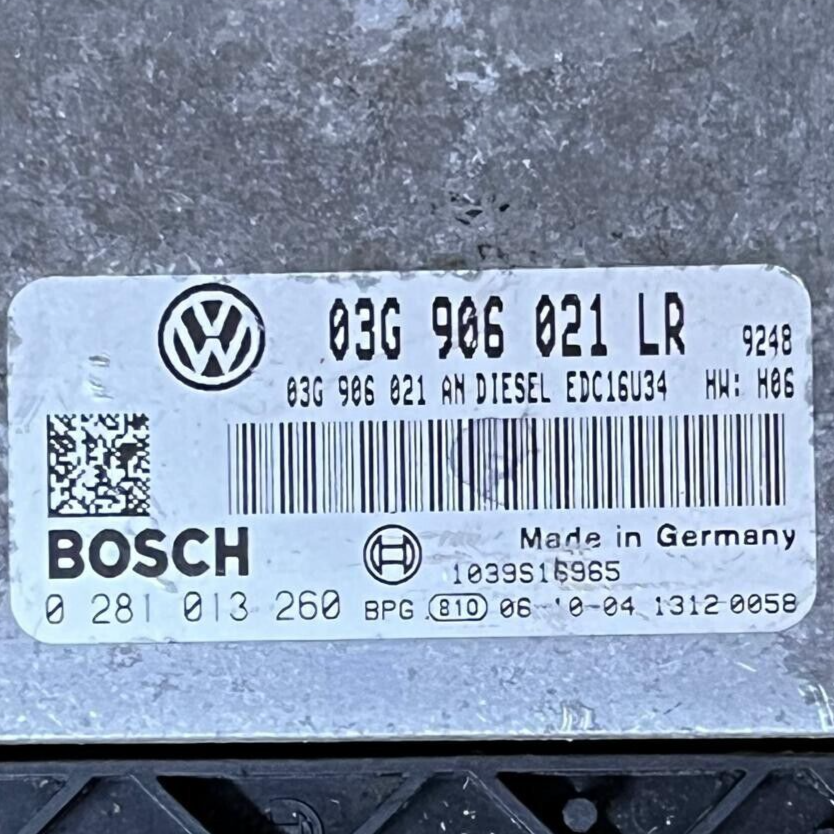 03G 906 021 LR 9248
03G 906 021 AN DIESEL EDC16U34 HW: H06
BOSCH
Made in Germany
1039S16965
0 281 013 260 BPG 810 06-10-04 1312 0058